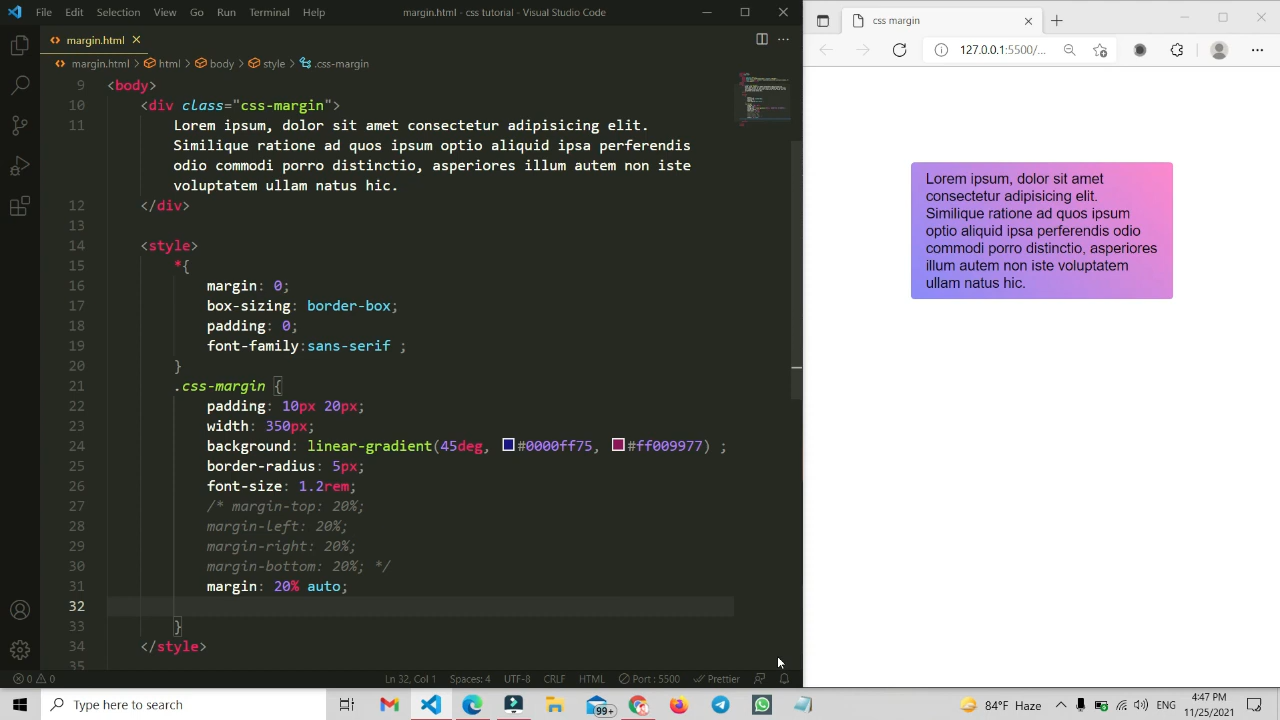 File Edit Selection View Go Run Terminal Help margin.html - css tutorial - Visual Studio Code
margin.html
margin.html > html > body > style > .css-margin
9 <body>
10 <div class="css-margin">
11 Lorem ipsum, dolor sit amet consectetur adipisicing elit.
Similique ratione ad quos ipsum optio aliquid ipsa perferendis
odio commodi porro distinctio, asperiores illum autem non iste
voluptatem ullam natus hic.
12 </div>
13
14 <style>
15 *{
16 margin: 0;
17 box-sizing: border-box;
18 padding: 0;
19 font-family:sans-serif ;
20 }
21 .css-margin {
22 padding: 10px 20px;
23 width: 350px;
24 background: linear-gradient(45deg, #0000ff75, #ff009977) ;
25 border-radius: 5px;
26 font-size: 1.2rem;
27 /* margin-top: 20%;
28 margin-left: 20%;
29 margin-right: 20%;
30 margin-bottom: 20%; */
31 margin: 20% auto;
32
33 }
34 </style>
35
0 0 Ln 32, Col 1 Spaces: 4 UTF-8 CRLF HTML Port : 5500 Prettier
css margin
127.0.0.1:5500/...
Lorem ipsum, dolor sit amet
consectetur adipisicing elit.
Similique ratione ad quos ipsum
optio aliquid ipsa perferendis odio
commodi porro distinctio, asperiores
illum autem non iste voluptatem
ullam natus hic.
Type here to search 99+ 84°F Haze ENG 4:47 PM
11/25/2021